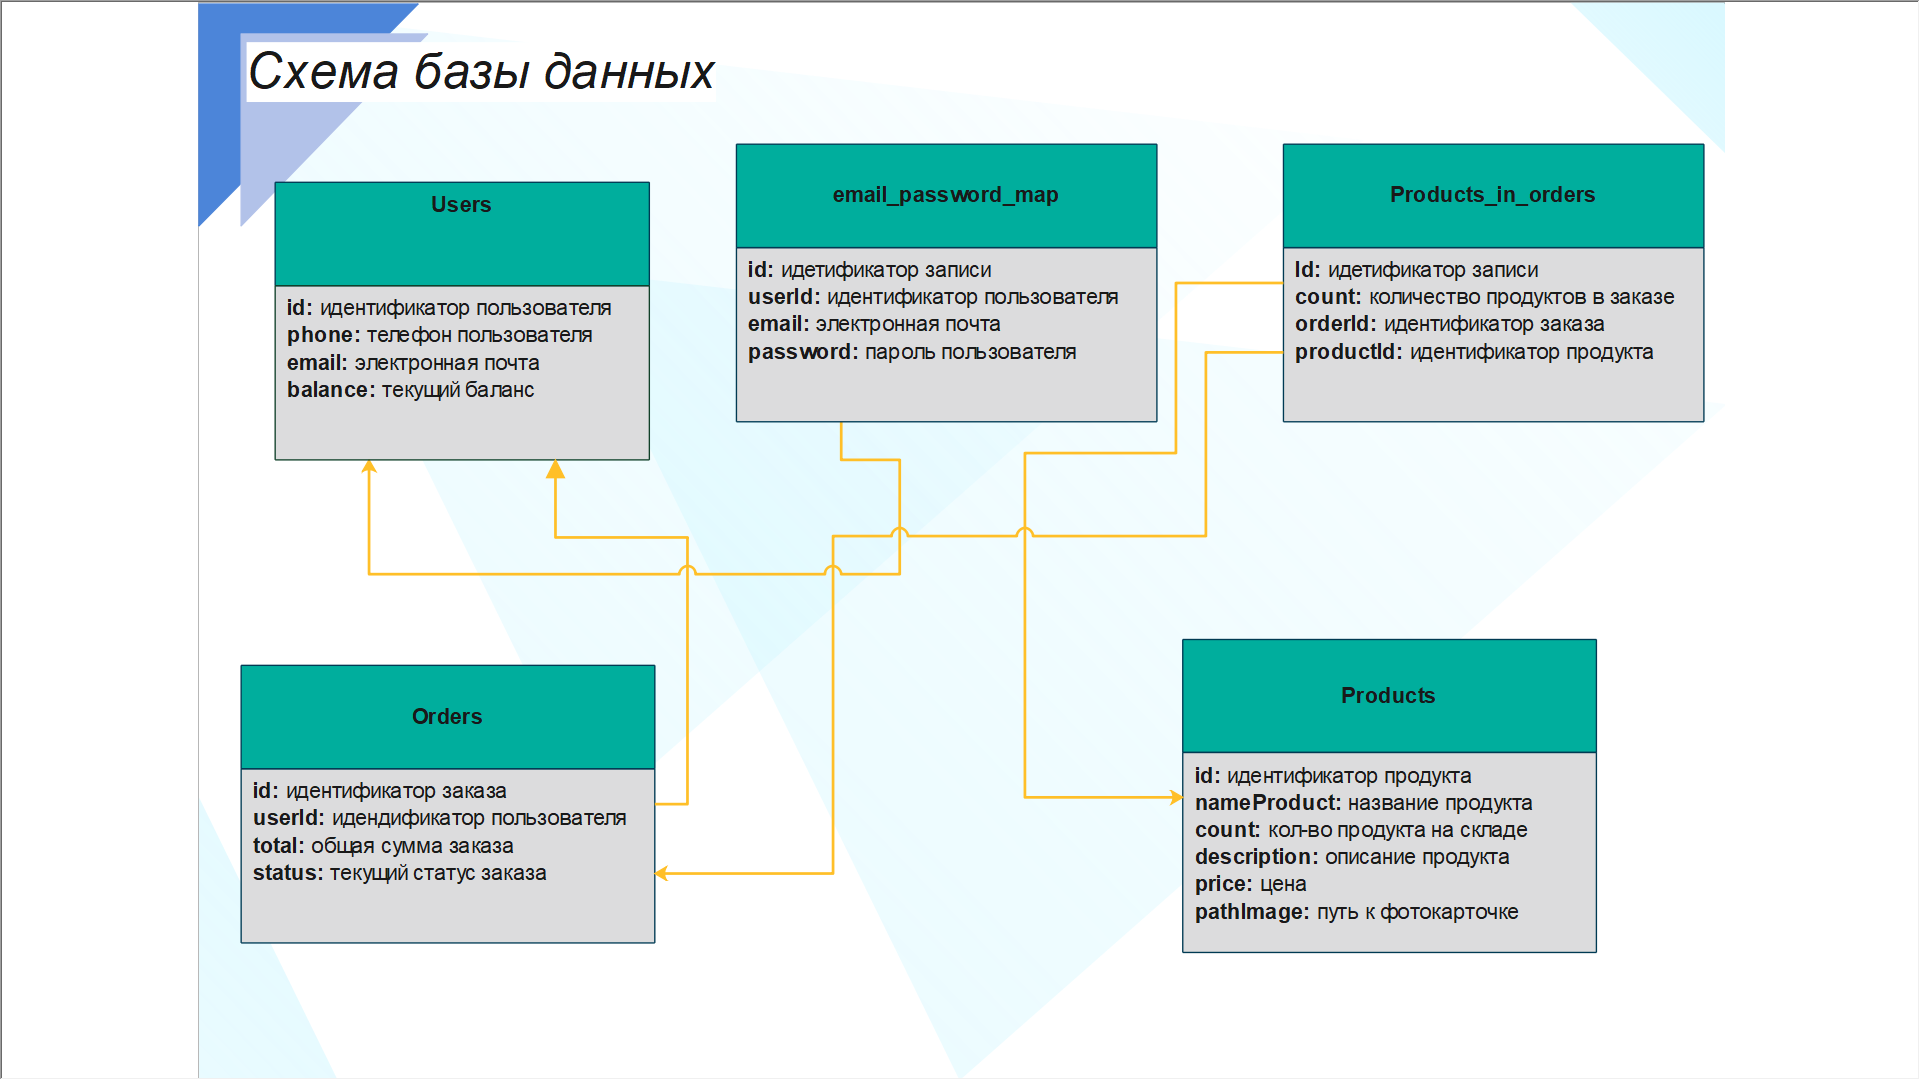 Схема базы данных
Users
id: идентификатор пользователя
phone: телефон пользователя
email: электронная почта
balance: текущий баланс
email_password_map
id: идетификатор записи
userId: идентификатор пользователя
email: электронная почта
password: пароль пользователя
Products_in_orders
Id: идетификатор записи
count: количество продуктов в заказе
orderId: идентификатор заказа
productId: идентификатор продукта
Orders
id: идентификатор заказа
userId: идендификатор пользователя
total: общая сумма заказа
status: текущий статус заказа
Products
id: идентификатор продукта
nameProduct: название продукта
count: кол-во продукта на складе
description: описание продукта
price: цена
pathImage: путь к фотокарточке